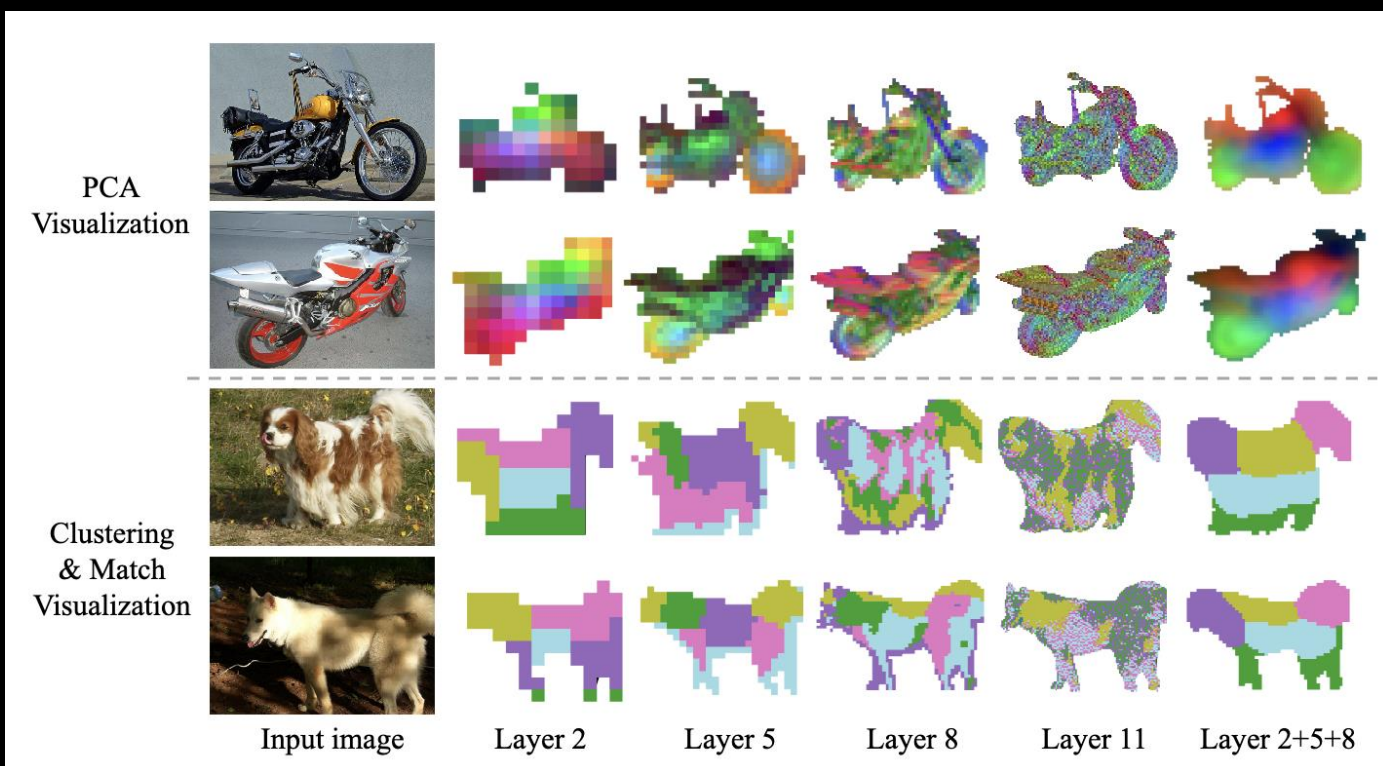 PCA
Visualization
Clustering
& Match
Visualization
Input image
Layer 2
Layer 5
Layer 8
Layer 11
Layer 2+5+8